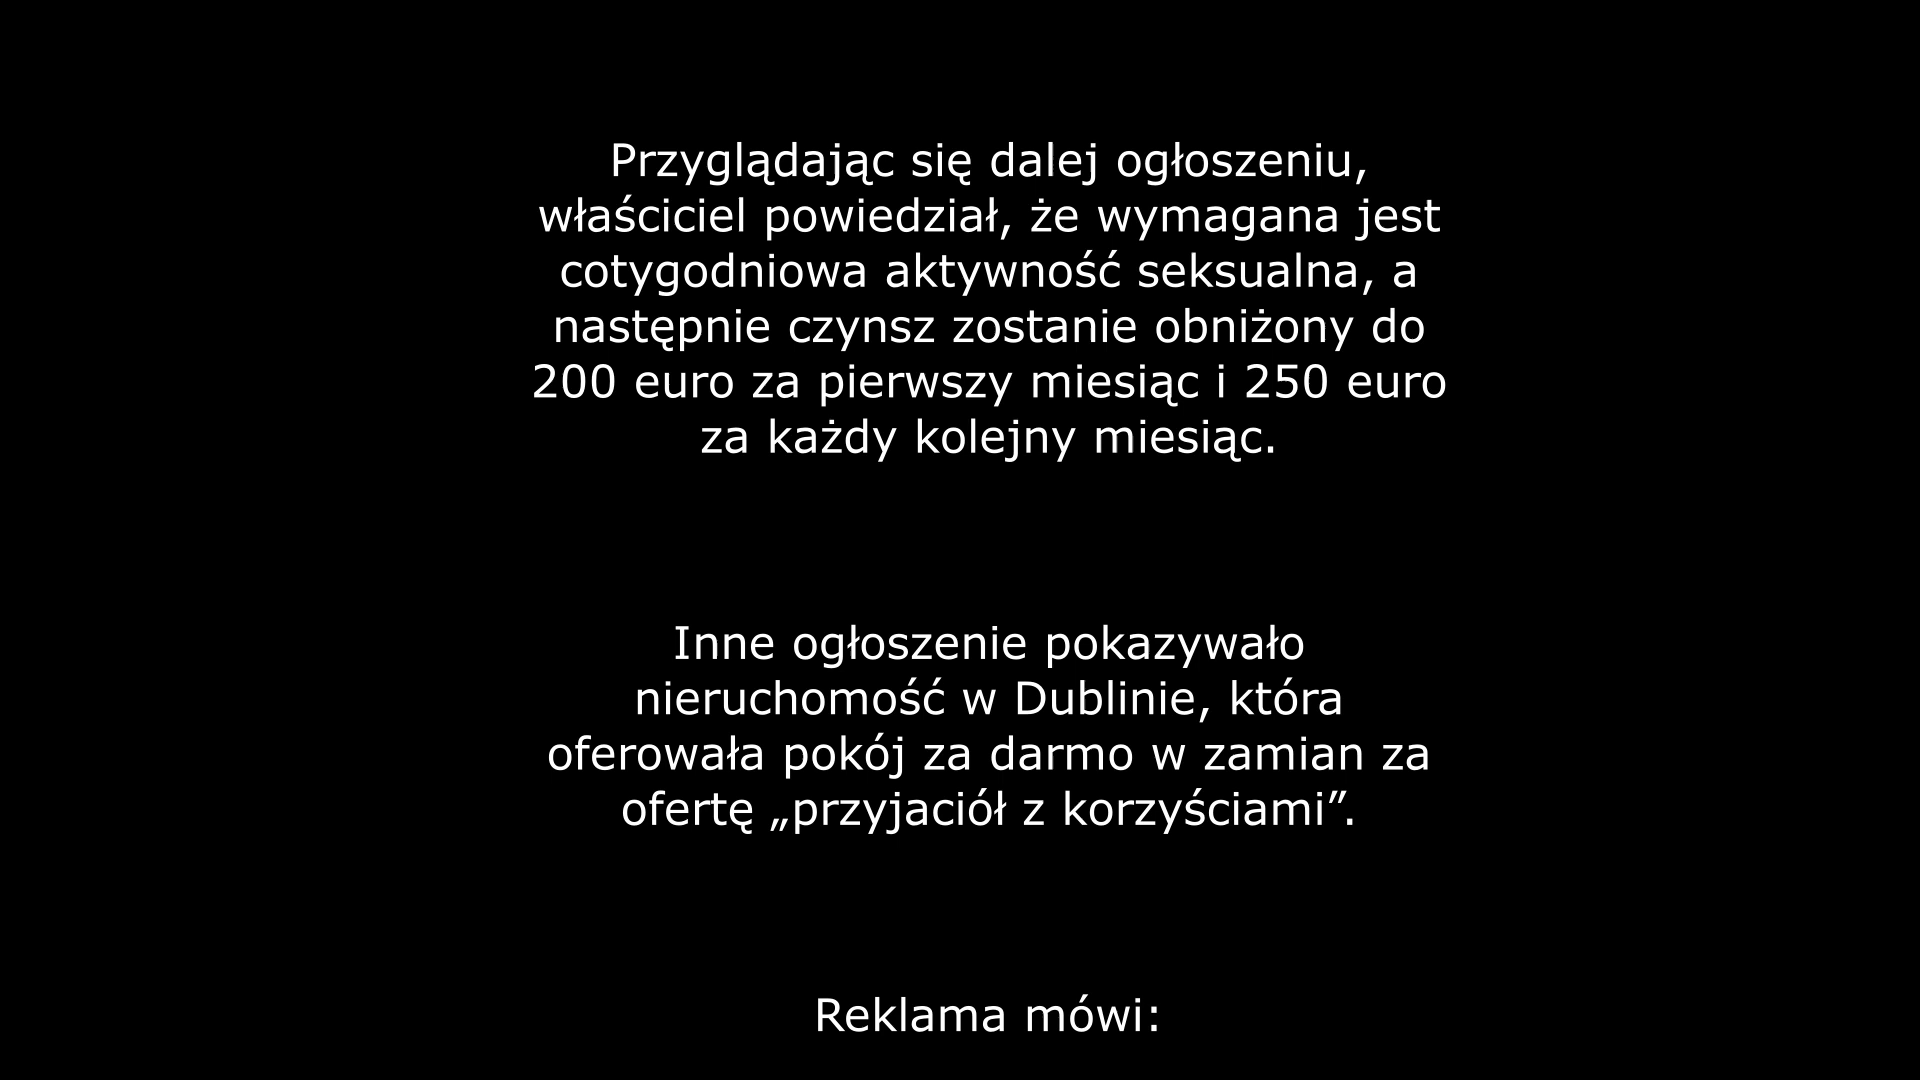 Przyglądając się dalej ogłoszeniu,
właściciel powiedział, że wymagana jest
cotygodniowa aktywność seksualna, a
następnie czynsz zostanie obniżony do
200 euro za pierwszy miesiąc i 250 euro
za każdy kolejny miesiąc.
Inne ogłoszenie pokazywało
nieruchomość w Dublinie, która
oferowała pokój za darmo w zamian za
ofertę „przyjaciół z korzyściami”.
Reklama mówi: